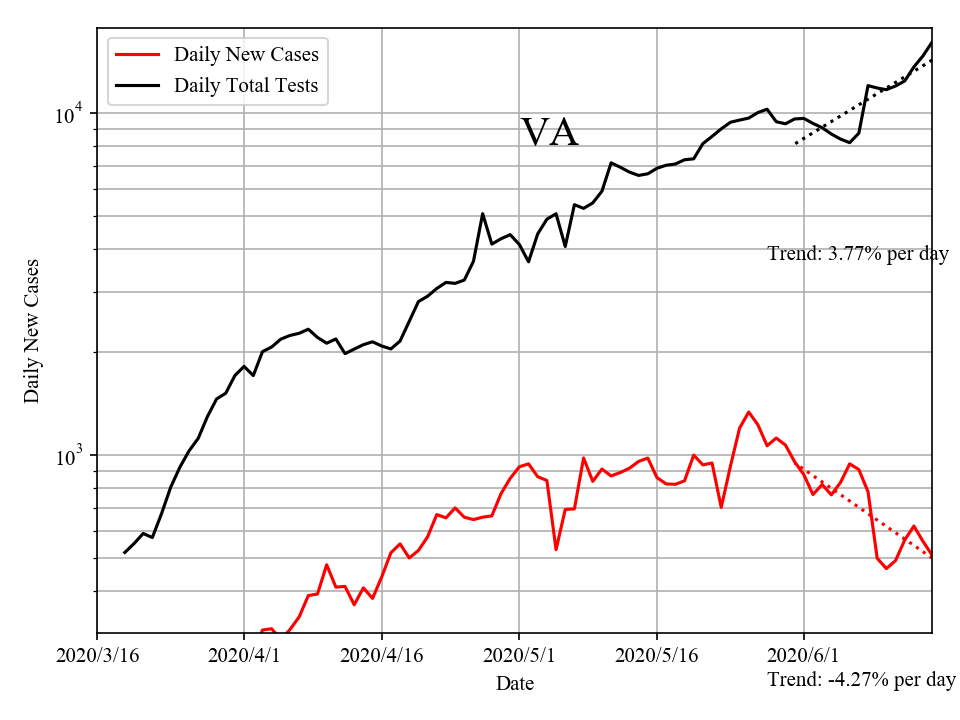 Daily New Cases
Daily Total Tests
VA
10^4
10^3
Daily New Cases
Trend: 3.77% per day
2020/3/16 2020/4/1 2020/4/16 2020/5/1 2020/5/16 2020/6/1
Date
Trend: -4.27% per day